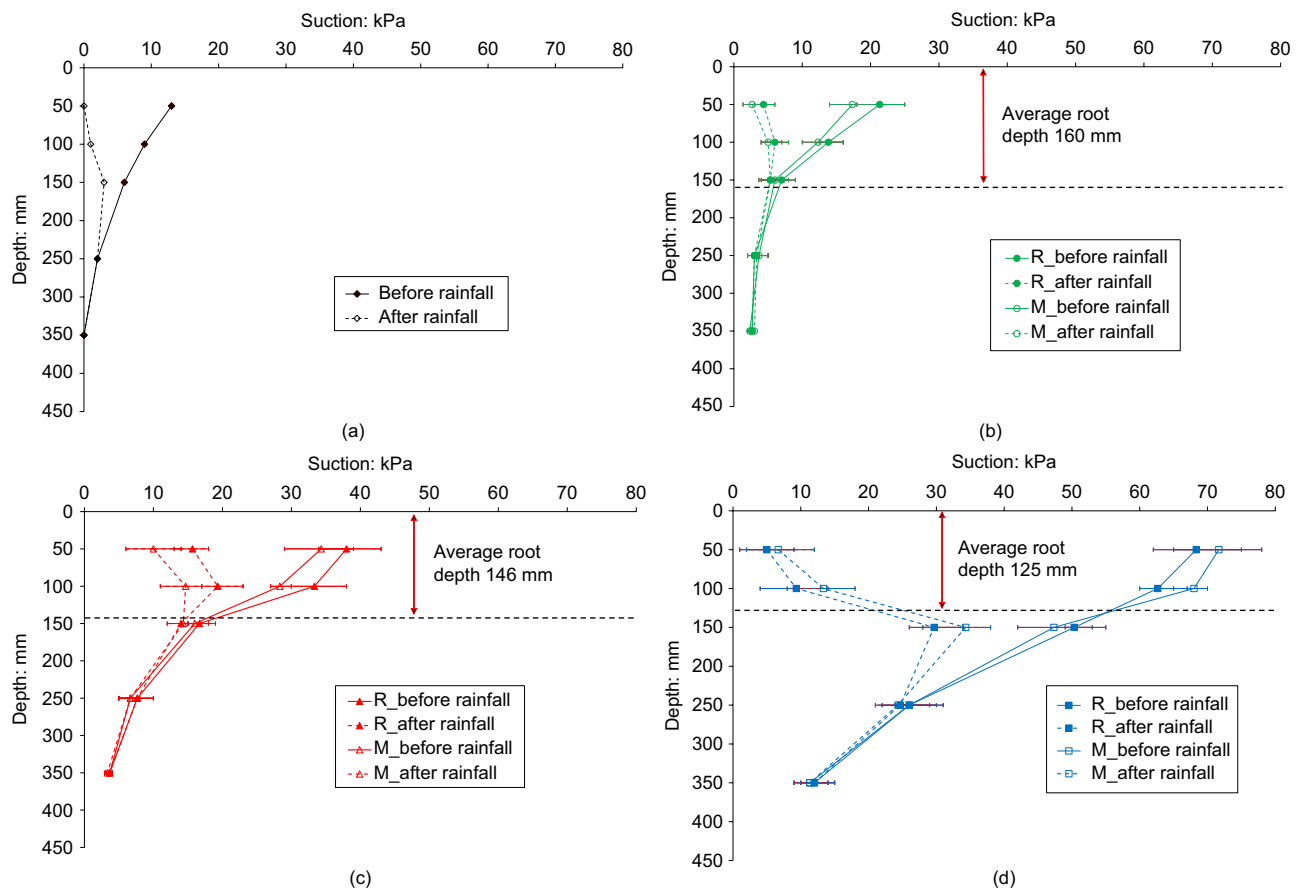 Suction: kPa
0 10 20 30 40 50 60 70 80
0
50
100
150
200
250
300
350
400
450
Depth: mm
Before rainfall
After rainfall
(a)
Suction: kPa
0 10 20 30 40 50 60 70 80
0
50
100
150
200
250
300
350
400
450
Depth: mm
Average root
depth 160 mm
R_before rainfall
R_after rainfall
M_before rainfall
M_after rainfall
(b)
Suction: kPa
0 10 20 30 40 50 60 70 80
0
50
100
150
200
250
300
350
400
450
Depth: mm
Average root
depth 146 mm
R_before rainfall
R_after rainfall
M_before rainfall
M_after rainfall
(c)
Suction: kPa
0 10 20 30 40 50 60 70 80
0
50
100
150
200
250
300
350
400
450
Depth: mm
Average root
depth 125 mm
R_before rainfall
R_after rainfall
M_before rainfall
M_after rainfall
(d)